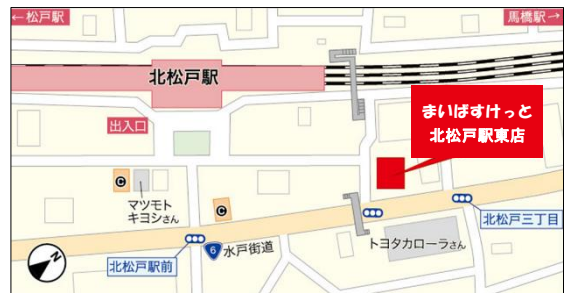 ←松戸駅
馬橋駅→
北松戸駅
出入口
まいばすけっと
北松戸駅東店
C
マツモト
キヨシさん
C
北松戸三丁目
トヨタカローラさん
6
水戸街道
北松戸駅前
N